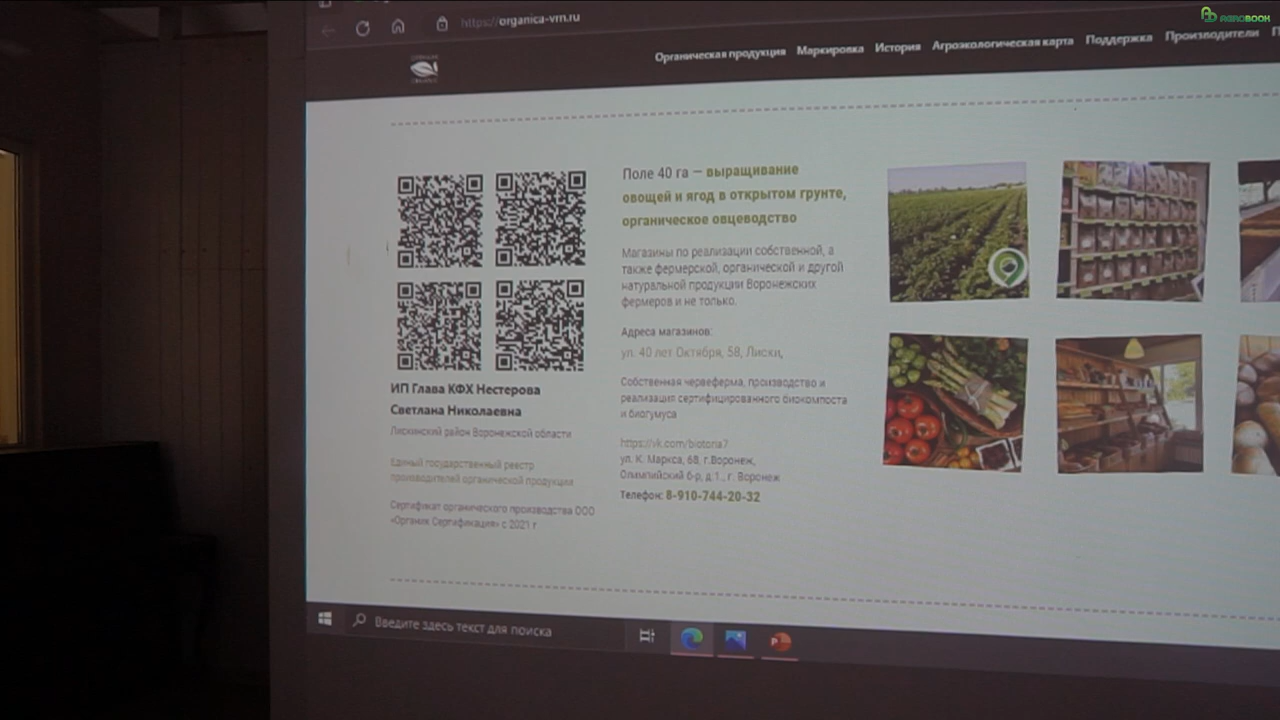 AGROBOOK
https://organica-vrn.ru
Органическая продукция Маркировка История Агроэкологическая карта Поддержка Производители
ИП Глава КФХ Нестерова
Светлана Николаевна
Лискинский район Воронежской области
Единый государственный реестр
производителей органической продукции
Сертификат органического производства ООО
«Органик Сертификация» с 2021 г
Поле 40 га — выращивание
овощей и ягод в открытом грунте,
органическое овцеводство
Магазины по реализации собственной, а
также фермерской, органической и другой
натуральной продукции Воронежских
фермеров и не только.
Адреса магазинов:
ул. 40 лет Октября, 58, Лиски,
Собственная червеферма, производство и
реализация сертифицированного биокомпоста
и биогумуса
https://vk.com/biotoria7
ул. К. Маркса, 68, г.Воронеж,
Олимпийский б-р, д.1., г. Воронеж
Телефон: 8-910-744-20-32
Введите здесь текст для поиска